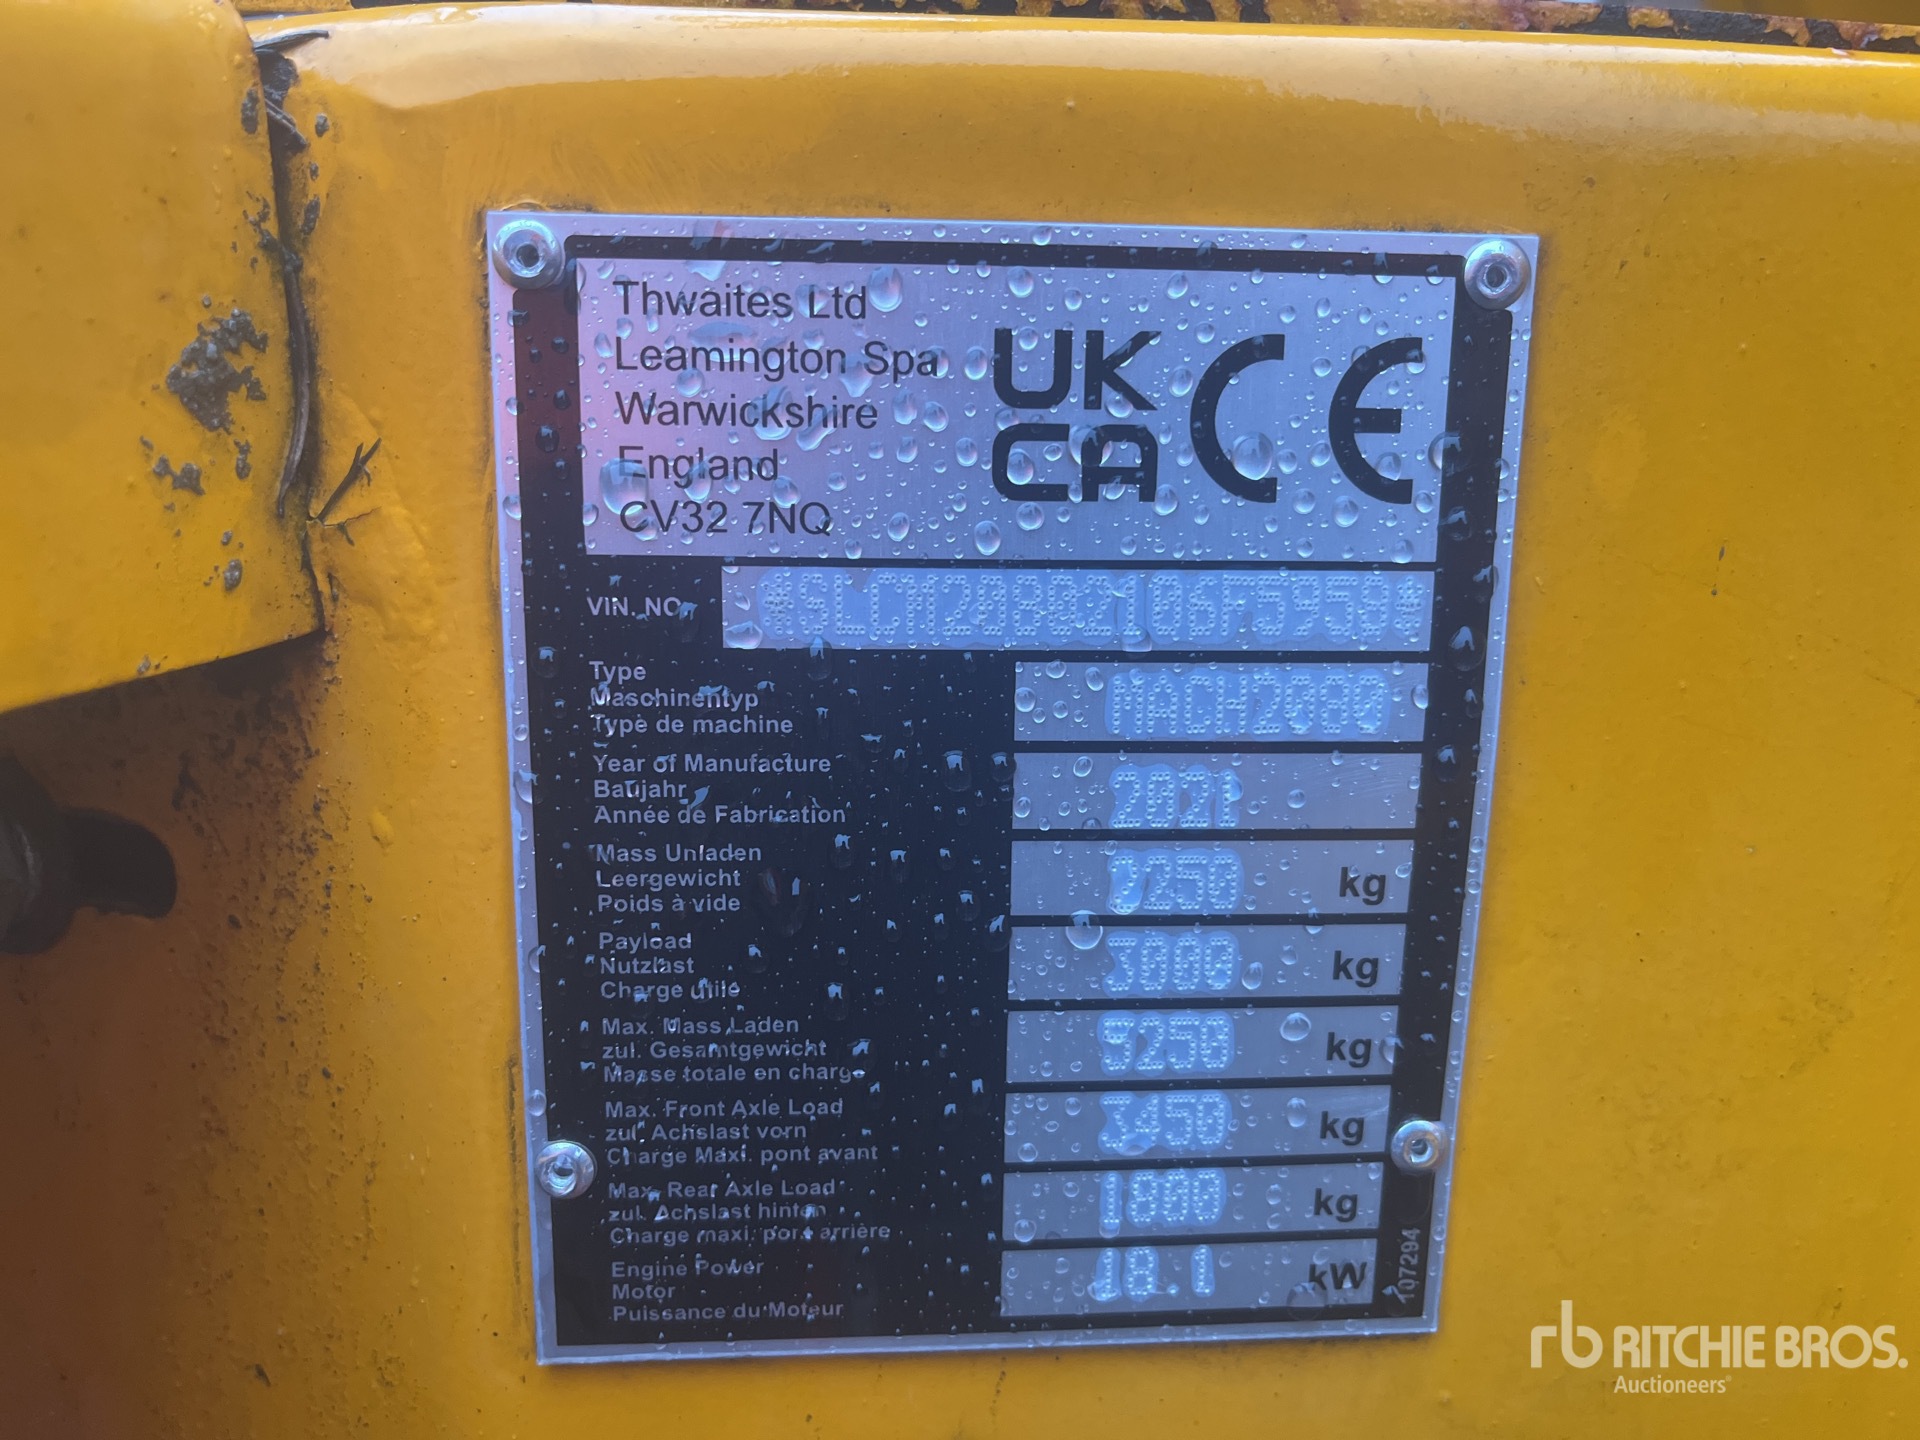 Thwaites Ltd
Leamington Spa
Warwickshire
England
CV32 7NQ
UK
CA CE
VIN. NO.
Type
Maschinentyp
Type de machine
MACH2080
Year of Manufacture
Baujahr
Année de Fabrication
2021
Mass Unladen
Leergewicht
Poids à vide
2250 kg
Payload
Nutzlast
Charge utile
3000 kg
Max. Mass Laden
zul. Gesamtgewicht
Masse totale en charge
5250 kg
Max. Front Axle Load
zul. Achslast vorn
Charge Maxi. pont avant
3450 kg
Max. Rear Axle Load
zul. Achslast hinten
Charge maxi. pont arrière
1800 kg
Engine Power
Motor
Puissance du Moteur
18.1 kW
107294
rb RITCHIE BROS.
Auctioneers